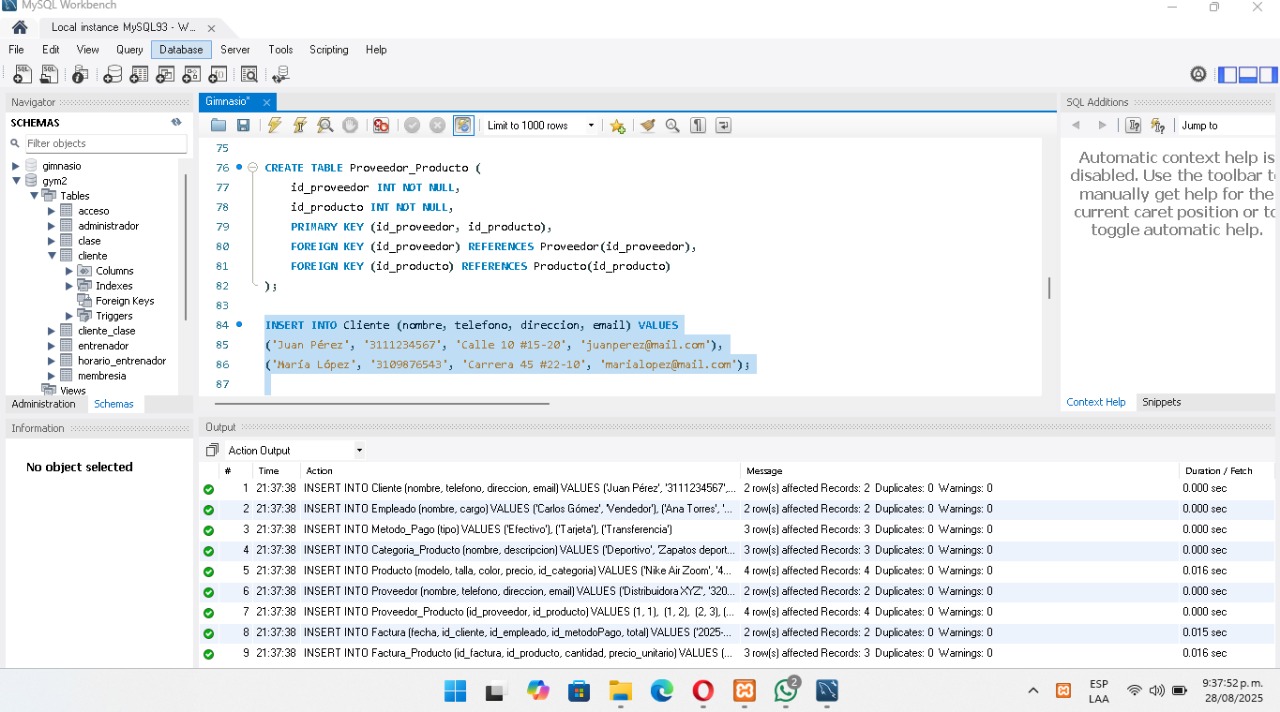 MySQL Workbench
Local instance MySQL93 - W...
File Edit View Query Database Server Tools Scripting Help
Navigator
SCHEMAS
Filter objects
gimnasio
gym2
Tables
acceso
administrador
clase
cliente
Columns
Indexes
Foreign Keys
Triggers
cliente_clase
entrenador
horario_entrenador
membresia
Views
Administration Schemas
Information
No object selected
Gimnasio*
Limit to 1000 rows
75
76 CREATE TABLE Proveedor_Producto (
77 id_proveedor INT NOT NULL,
78 id_producto INT NOT NULL,
79 PRIMARY KEY (id_proveedor, id_producto),
80 FOREIGN KEY (id_proveedor) REFERENCES Proveedor(id_proveedor),
81 FOREIGN KEY (id_producto) REFERENCES Producto(id_producto)
82 );
83
84 INSERT INTO Cliente (nombre, telefono, direccion, email) VALUES
85 ('Juan Pérez', '3111234567', 'Calle 10 #15-20', 'juanperez@mail.com'),
86 ('María López', '3109876543', 'Carrera 45 #22-10', 'marialopez@mail.com');
87
SQL Additions
Jump to
Automatic context help is
disabled. Use the toolbar to
manually get help for the
current caret position or to
toggle automatic help.
Context Help Snippets
Output
Action Output
# Time Action Message Duration / Fetch
1 21:37:38 INSERT INTO Cliente (nombre, telefono, direccion, email) VALUES ('Juan Pérez', '3111234567',... 2 row(s) affected Records: 2 Duplicates: 0 Warnings: 0 0.000 sec
2 21:37:38 INSERT INTO Empleado (nombre, cargo) VALUES ('Carlos Gómez', 'Vendedor'), ('Ana Torres', '... 2 row(s) affected Records: 2 Duplicates: 0 Warnings: 0 0.000 sec
3 21:37:38 INSERT INTO Metodo_Pago (tipo) VALUES ('Efectivo'), ('Tarjeta'), ('Transferencia') 3 row(s) affected Records: 3 Duplicates: 0 Warnings: 0 0.000 sec
4 21:37:38 INSERT INTO Categoria_Producto (nombre, descripcion) VALUES ('Deportivo', 'Zapatos deport... 3 row(s) affected Records: 3 Duplicates: 0 Warnings: 0 0.000 sec
5 21:37:38 INSERT INTO Producto (modelo, talla, color, precio, id_categoria) VALUES ('Nike Air Zoom', '4... 4 row(s) affected Records: 4 Duplicates: 0 Warnings: 0 0.016 sec
6 21:37:38 INSERT INTO Proveedor (nombre, telefono, direccion, email) VALUES ('Distribuidora XYZ', '320... 2 row(s) affected Records: 2 Duplicates: 0 Warnings: 0 0.000 sec
7 21:37:38 INSERT INTO Proveedor_Producto (id_proveedor, id_producto) VALUES (1, 1), (1, 2), (2, 3), (... 4 row(s) affected Records: 4 Duplicates: 0 Warnings: 0 0.000 sec
8 21:37:38 INSERT INTO Factura (fecha, id_cliente, id_empleado, id_metodoPago, total) VALUES ('2025-... 2 row(s) affected Records: 2 Duplicates: 0 Warnings: 0 0.015 sec
9 21:37:38 INSERT INTO Factura_Producto (id_factura, id_producto, cantidad, precio_unitario) VALUES (... 3 row(s) affected Records: 3 Duplicates: 0 Warnings: 0 0.016 sec
2
ESP
LAA
9:37:52 p.m.
28/08/2025